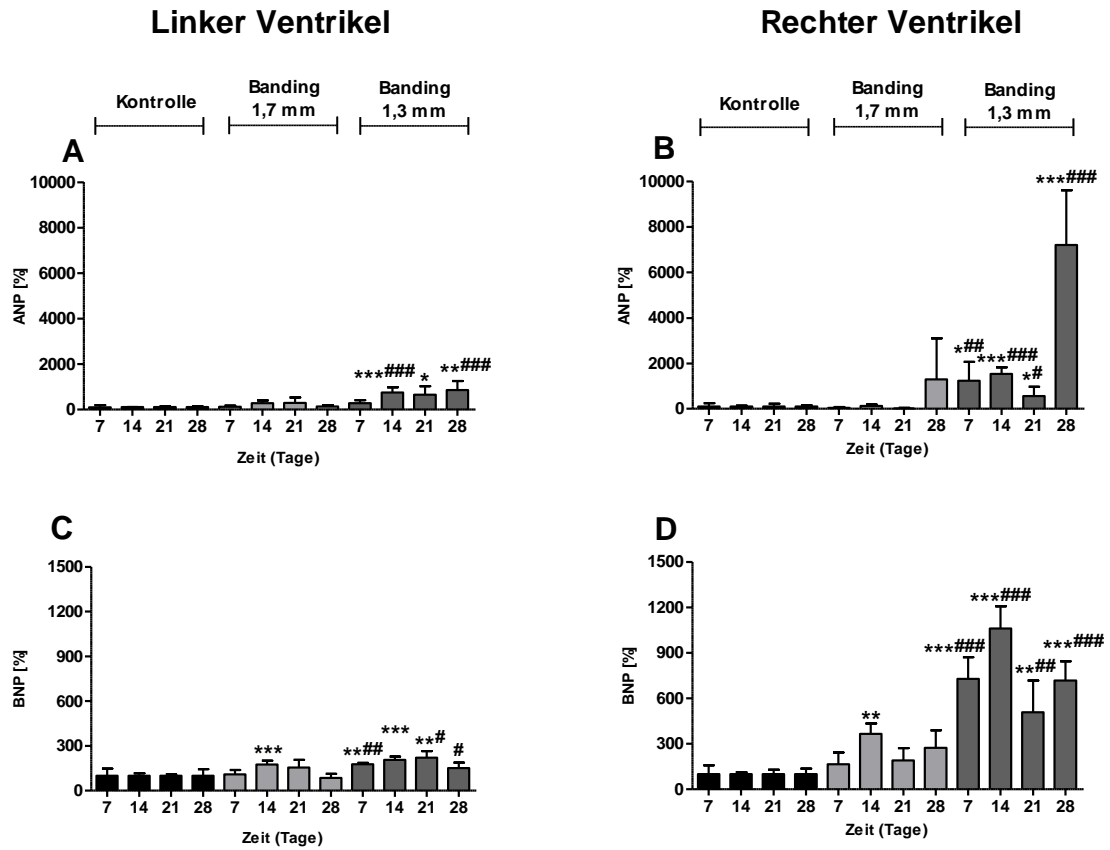 Linker Ventrikel
Rechter Ventrikel
Kontrolle
Banding
1,7 mm
Banding
1,3 mm
Kontrolle
Banding
1,7 mm
Banding
1,3 mm
A
10000
8000
6000
4000
2000
0
ANP [%]
***###
*
**###
7 14 21 28 7 14 21 28 7 14 21 28
Zeit (Tage)
B
10000
8000
6000
4000
2000
0
ANP [%]
*##
***###
*#
***###
7 14 21 28 7 14 21 28 7 14 21 28
Zeit (Tage)
C
1500
1200
900
600
300
0
BNP [%]
***
**##
***
**#
#
7 14 21 28 7 14 21 28 7 14 21 28
Zeit (Tage)
D
1500
1200
900
600
300
0
BNP [%]
**
***###
***###
**##
***###
7 14 21 28 7 14 21 28 7 14 21 28
Zeit (Tage)